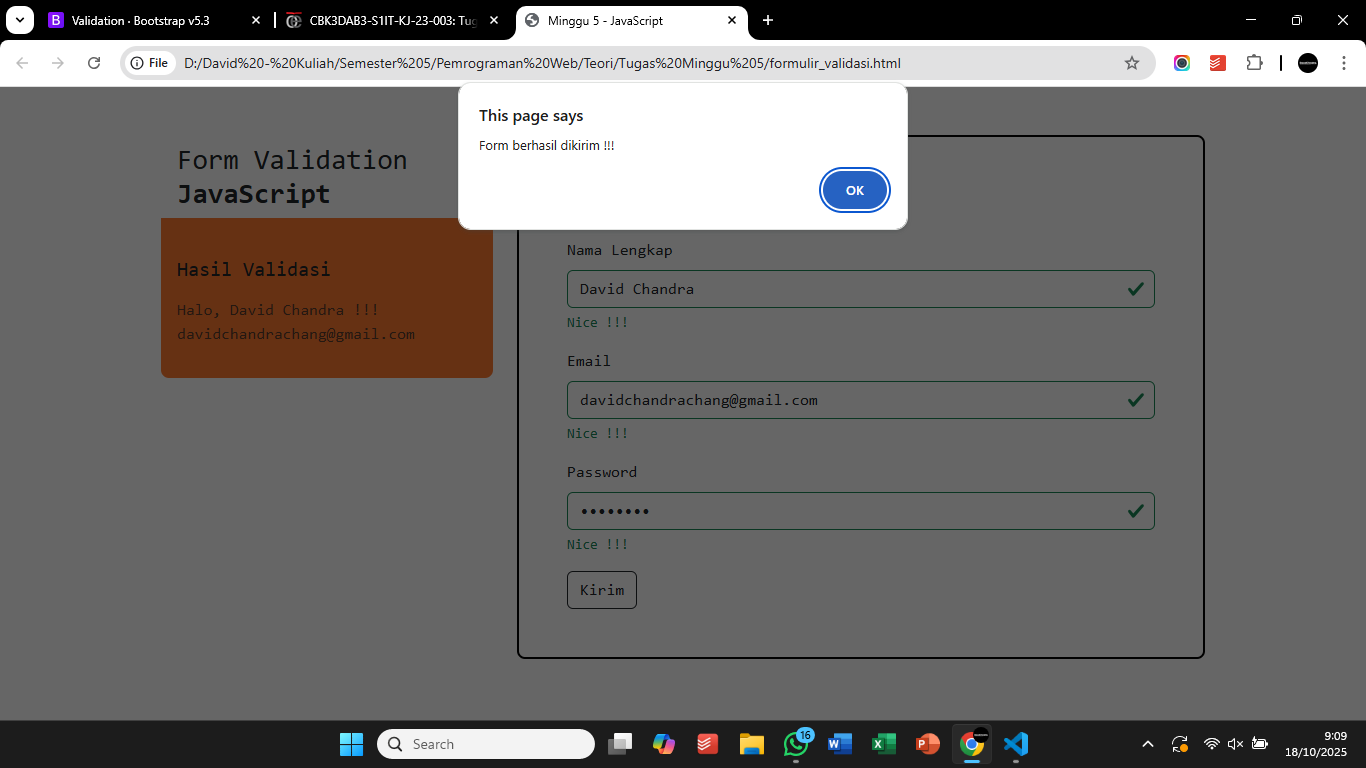 Validation · Bootstrap v5.3
CBK3DAB3-S1IT-KJ-23-003: Tug
Minggu 5 - JavaScript
File
D:/David%20-%20Kuliah/Semester%205/Pemrograman%20Web/Teori/Tugas%20Minggu%205/formulir_validasi.html
This page says
Form berhasil dikirim !!!
OK
Form Validation
JavaScript
Hasil Validasi
Halo, David Chandra !!!
davidchandrachang@gmail.com
Nama Lengkap
David Chandra
Nice !!!
Email
davidchandrachang@gmail.com
Nice !!!
Password
••••••••
Nice !!!
Kirim
Search
16
9:09
18/10/2025